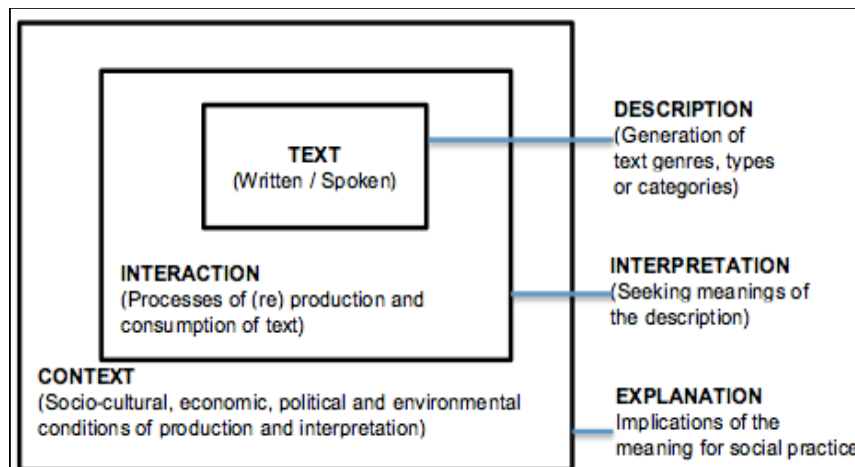 TEXT
(Written / Spoken)
INTERACTION
(Processes of (re) production and
consumption of text)
CONTEXT
(Socio-cultural, economic, political and environmental
conditions of production and interpretation)
DESCRIPTION
(Generation of
text genres, types
or categories)
INTERPRETATION
(Seeking meanings of
the description)
EXPLANATION
Implications of the
meaning for social practice